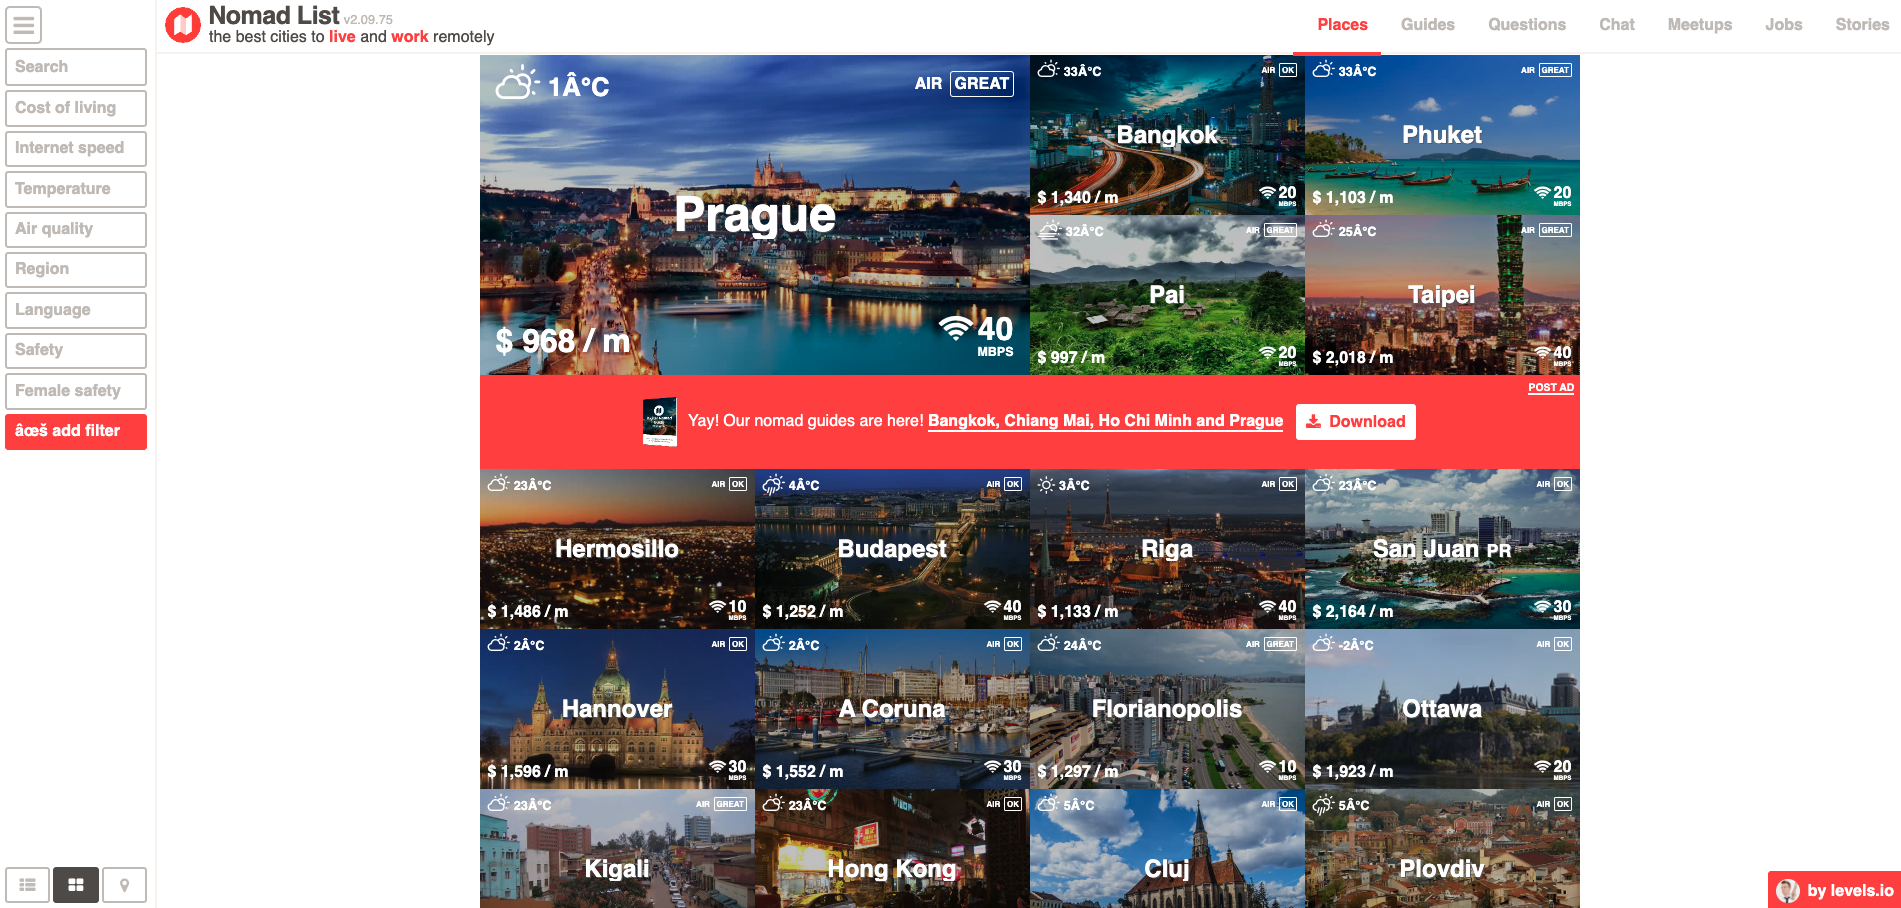 Nomad List v2.09.75
the best cities to live and work remotely
Places
Guides
Questions
Chat
Meetups
Jobs
Stories
Search
Cost of living
Internet speed
Temperature
Air quality
Region
Language
Safety
Female safety
âœš add filter
1Â°C
AIR GREAT
Prague
$ 968 / m
40
MBPS
33Â°C
AIR OK
Bangkok
$ 1,340 / m
20
MBPS
33Â°C
AIR GREAT
Phuket
$ 1,103 / m
20
MBPS
32Â°C
AIR GREAT
Pai
$ 997 / m
20
MBPS
25Â°C
AIR GREAT
Taipei
$ 2,018 / m
40
MBPS
POST AD
Yay! Our nomad guides are here! Bangkok, Chiang Mai, Ho Chi Minh and Prague
Download
23Â°C
AIR OK
Hermosillo
$ 1,486 / m
10
MBPS
4Â°C
AIR OK
Budapest
$ 1,252 / m
40
MBPS
3Â°C
AIR OK
Riga
$ 1,133 / m
40
MBPS
23Â°C
AIR OK
San Juan PR
$ 2,164 / m
30
MBPS
2Â°C
AIR OK
Hannover
$ 1,596 / m
30
MBPS
2Â°C
AIR OK
A Coruna
$ 1,552 / m
30
MBPS
24Â°C
AIR GREAT
Florianopolis
$ 1,297 / m
10
MBPS
-2Â°C
AIR OK
Ottawa
$ 1,923 / m
20
MBPS
23Â°C
AIR GREAT
Kigali
23Â°C
AIR OK
Hong Kong
5Â°C
AIR OK
Cluj
5Â°C
AIR OK
Plovdiv
by levels.io